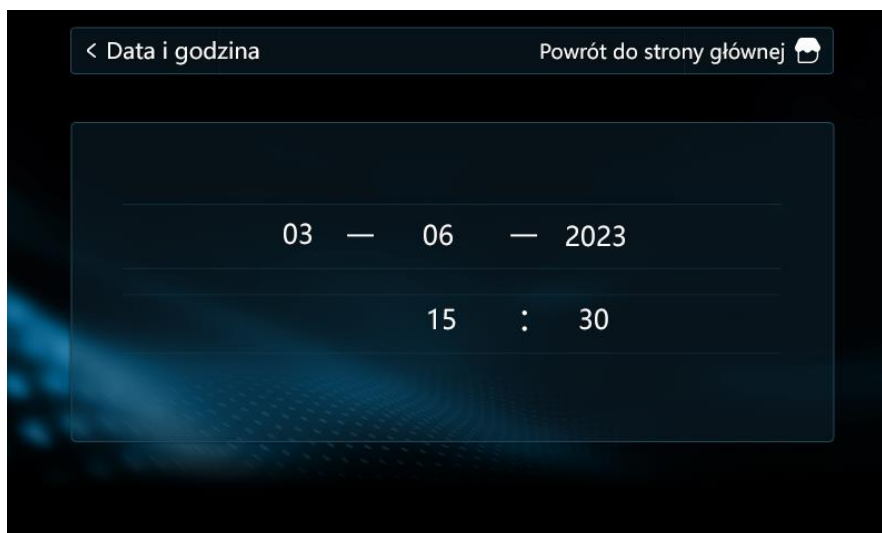 < Data i godzina Powrót do strony głównej
03 — 06 — 2023
15 : 30